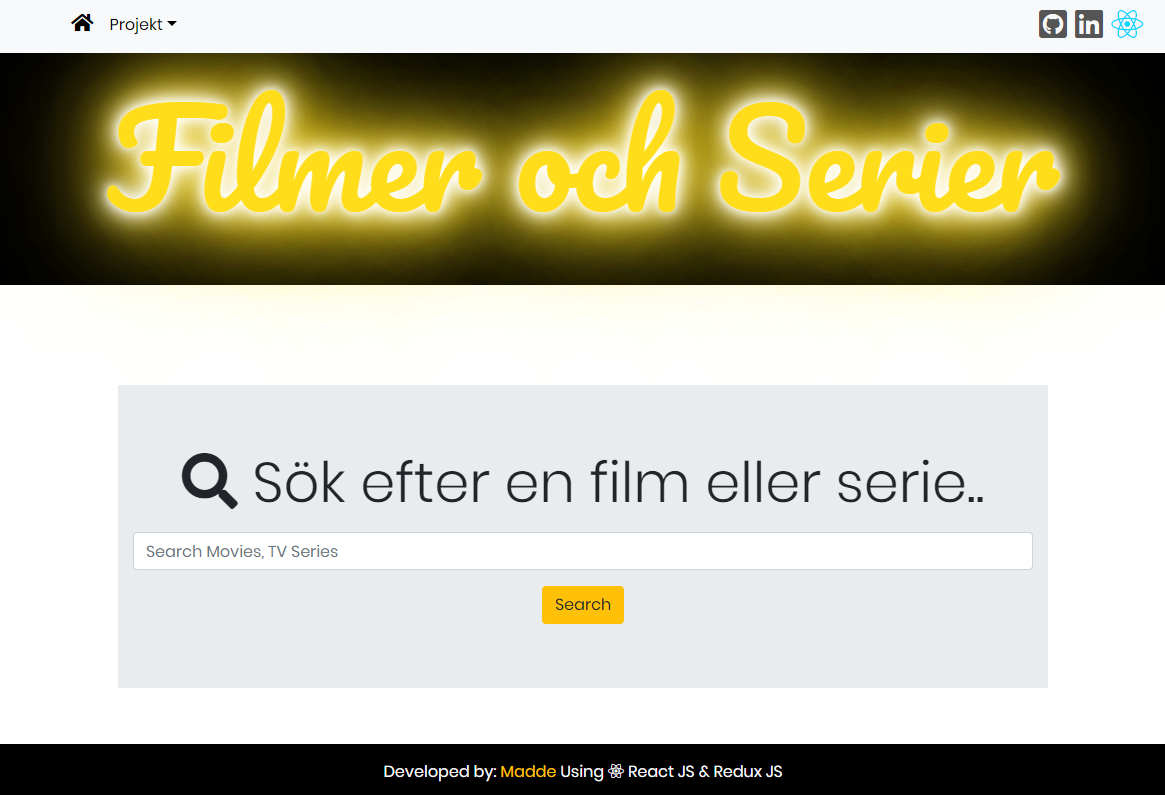 Projekt
Filmer och Serier
Sök efter en film eller serie..
Search Movies, TV Series
Search
Developed by: Madde Using React JS & Redux JS